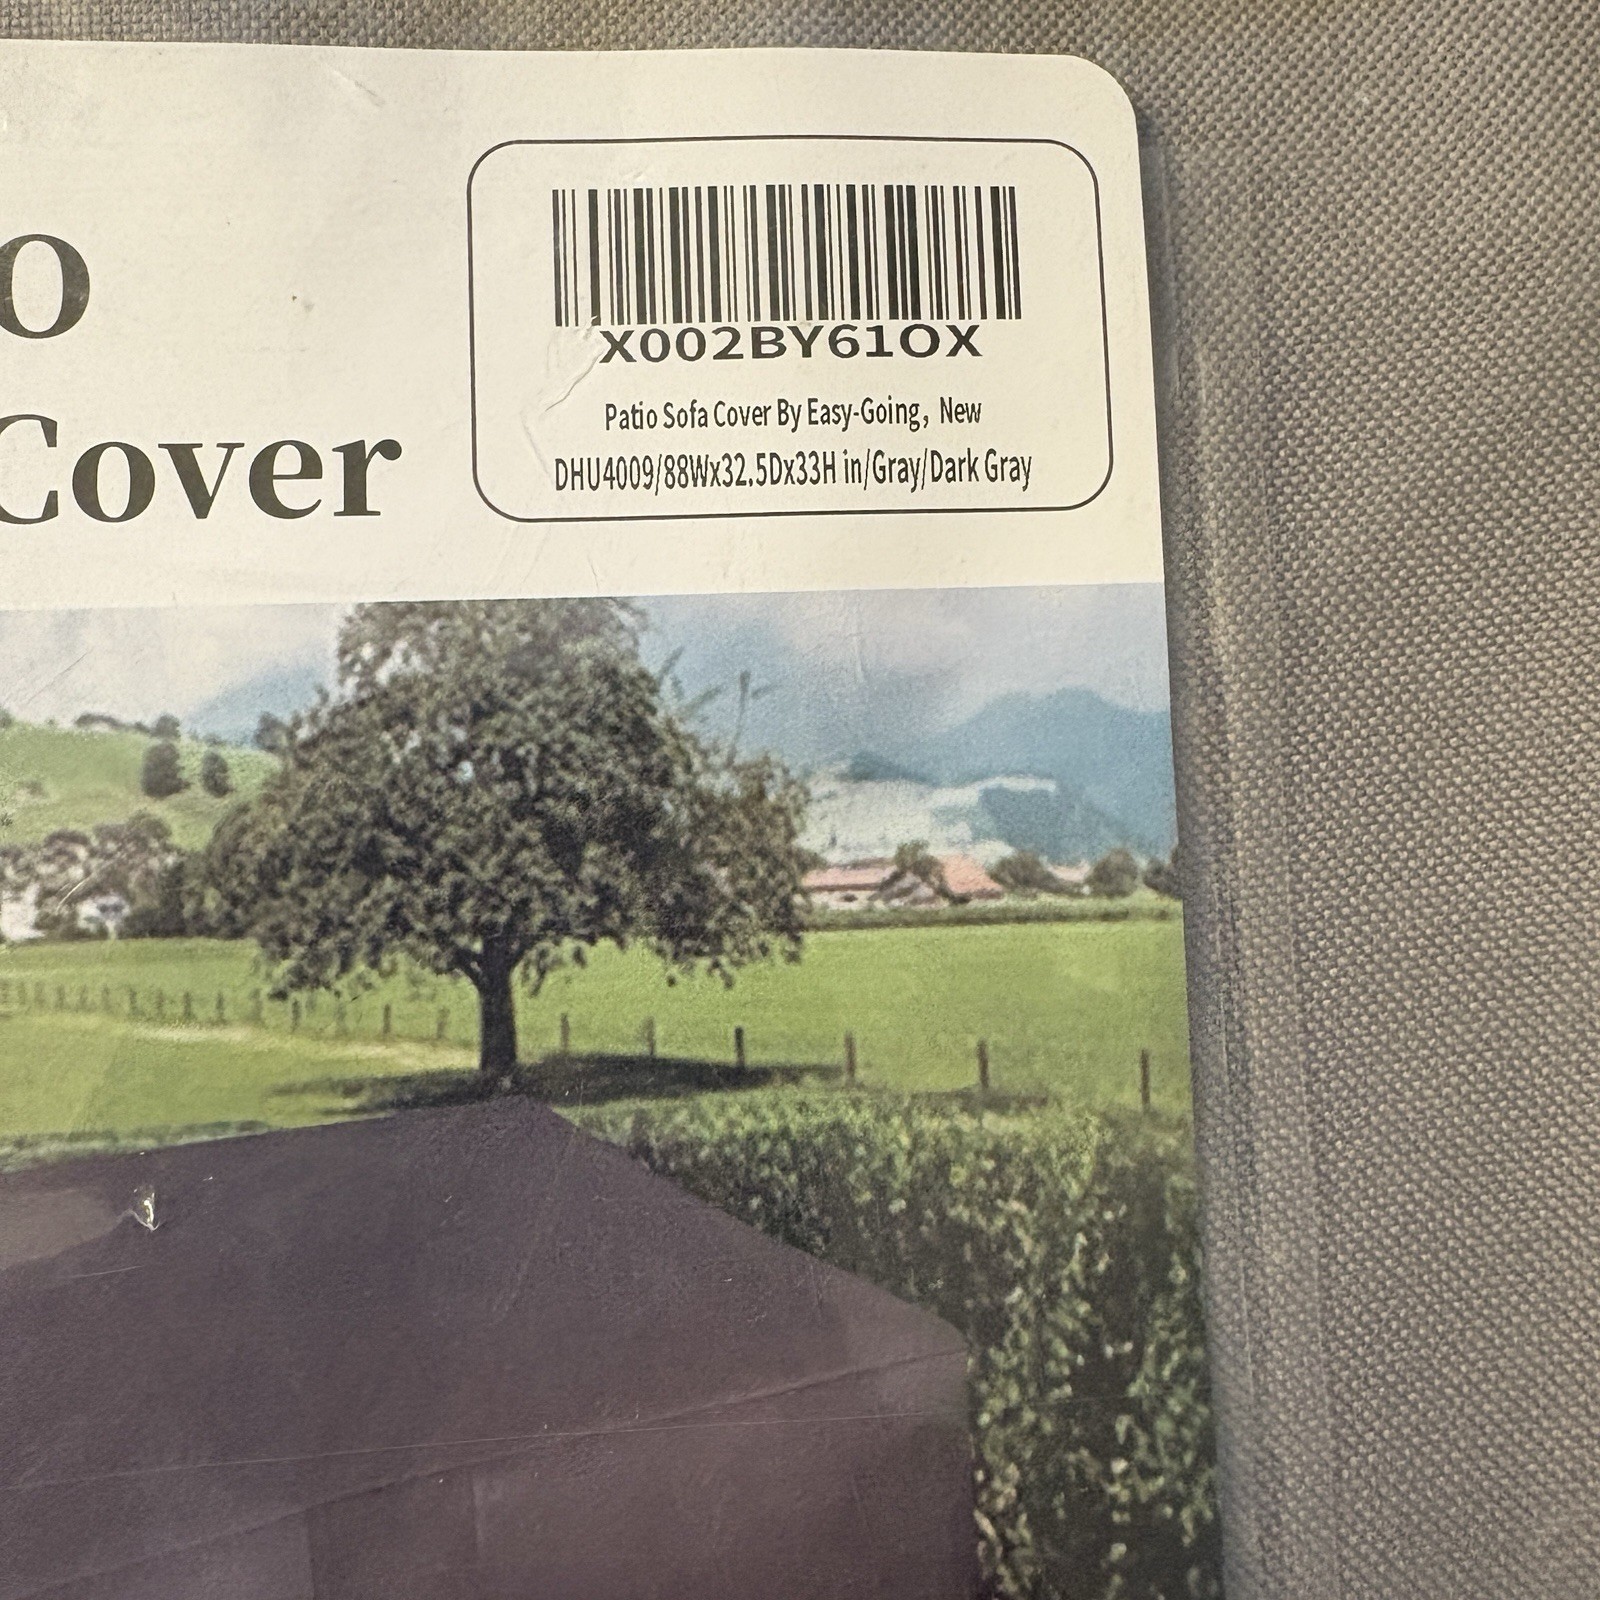 o
Cover
X002BY61OX
Patio Sofa Cover By Easy-Going, New
DHU4009/88Wx32.5Dx33H in/Gray/Dark Gray